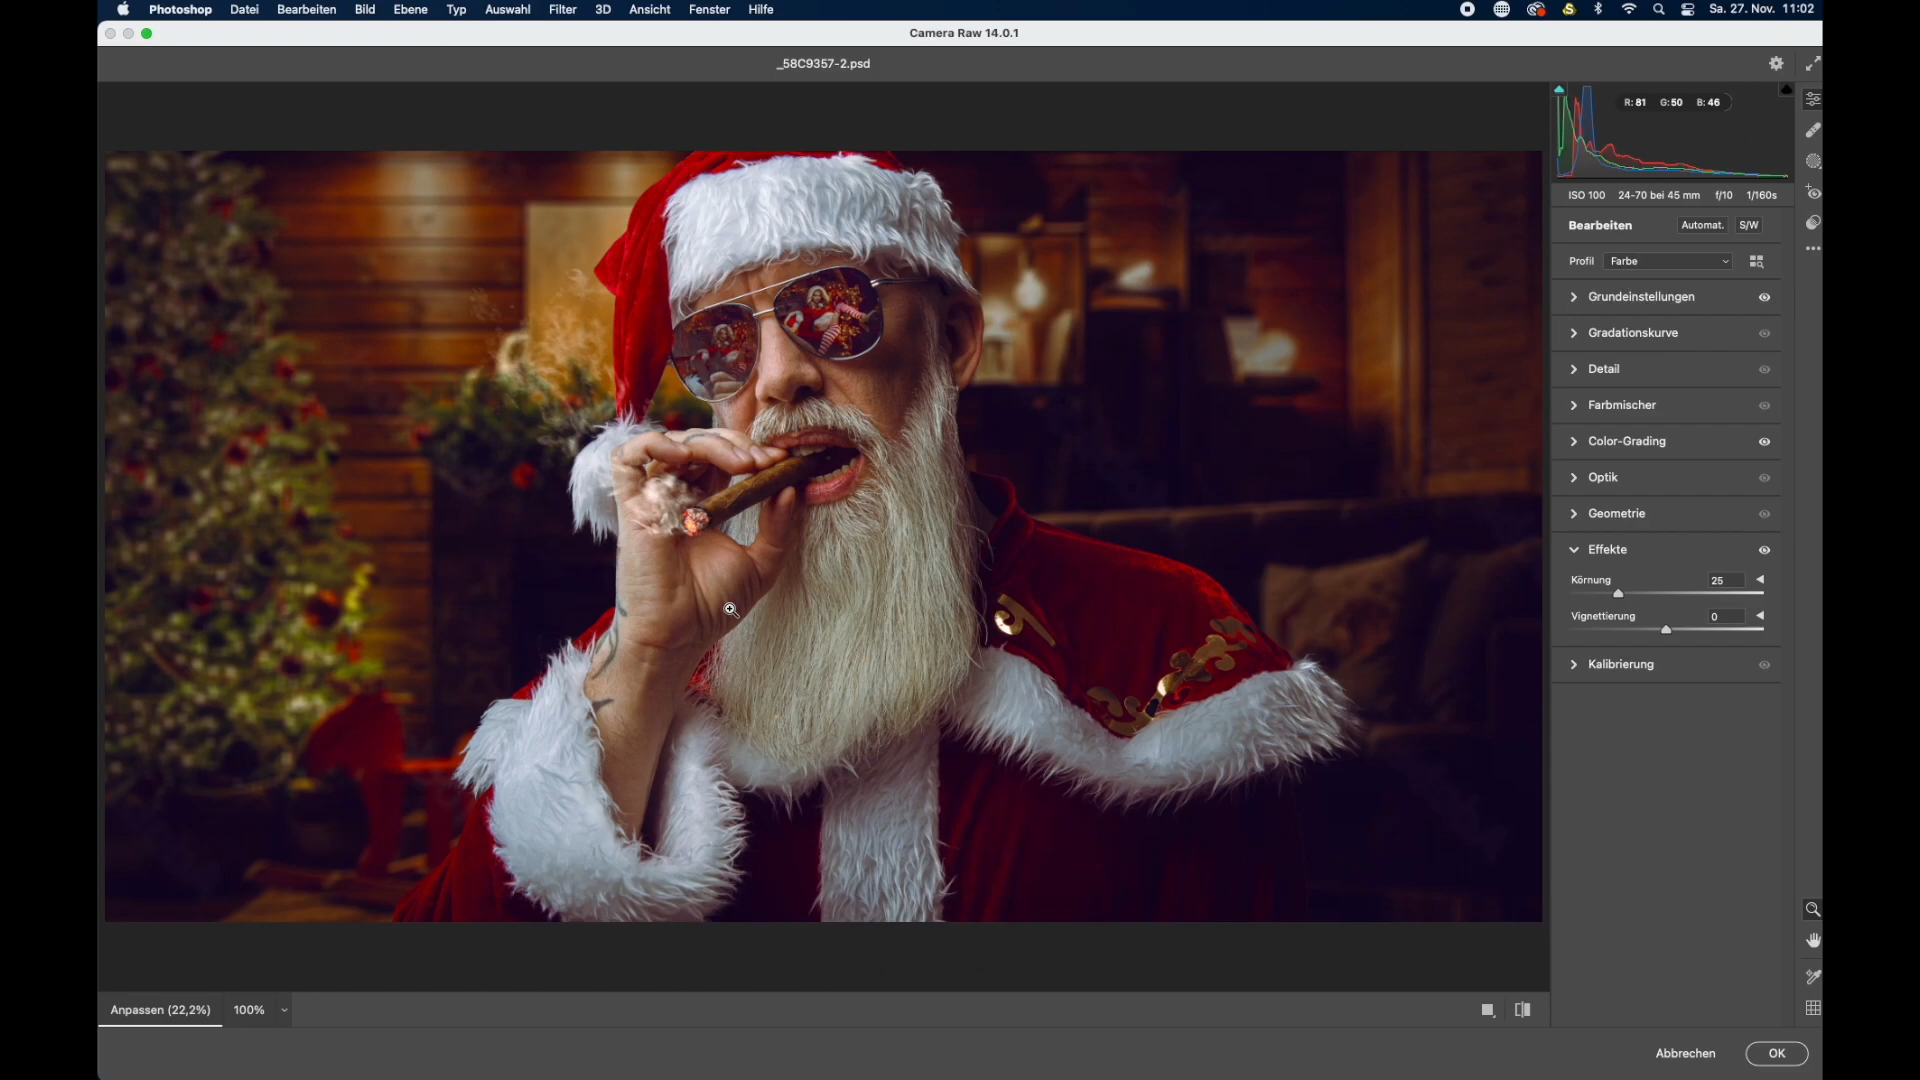 Photoshop Datei Bearbeiten Bild Ebene Typ Auswahl Filter 3D Ansicht Fenster Hilfe S Sa. 27. Nov. 11:02
Camera Raw 14.0.1
_58C9357-2.psd
R: 81 G: 50 B: 46
ISO 100 24-70 bei 45 mm f/10 1/160s
Bearbeiten Automat. S/W
Profil Farbe
Grundeinstellungen
Gradationskurve
Detail
Farbmischer
Color-Grading
Optik
Geometrie
Effekte
Körnung 25
Vignettierung 0
Kalibrierung
Anpassen (22,2%) 100%
Abbrechen OK